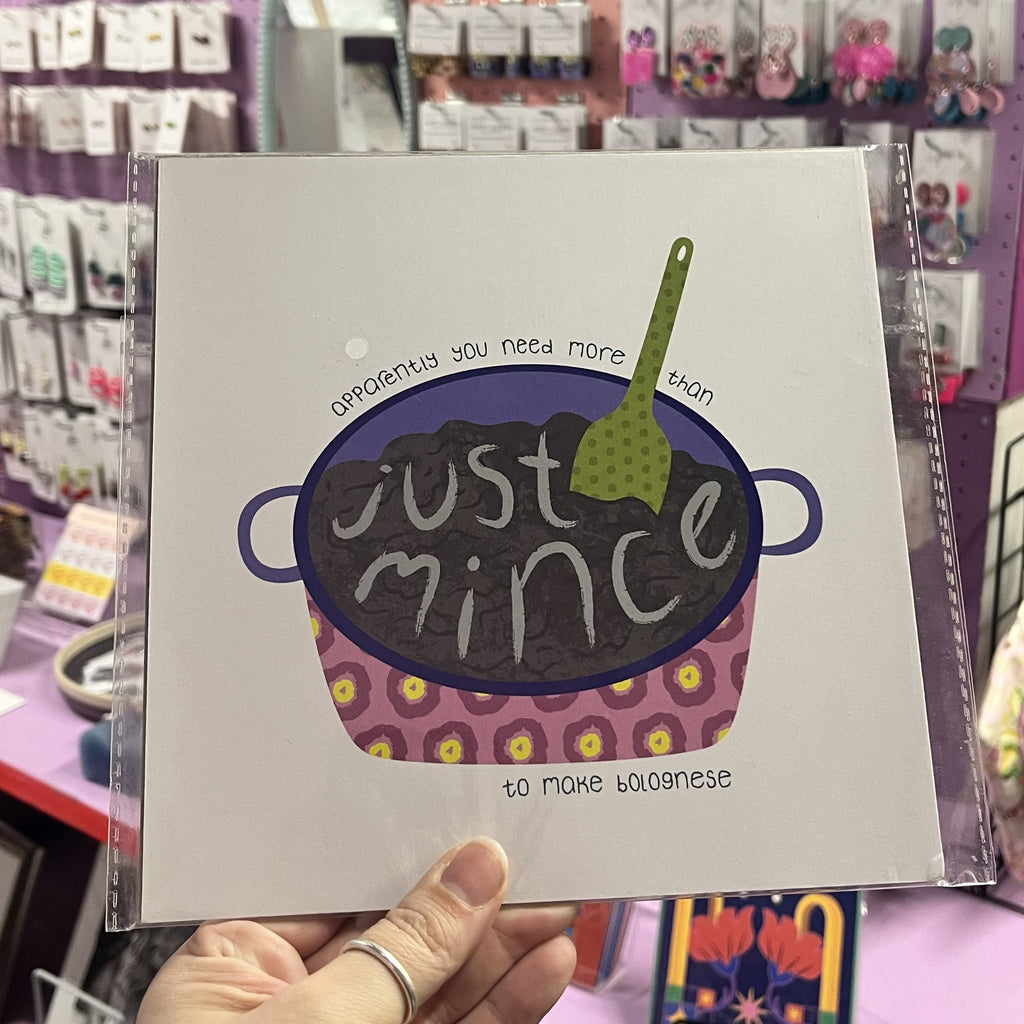 apparently you need more than
just
mince
to make bolognese